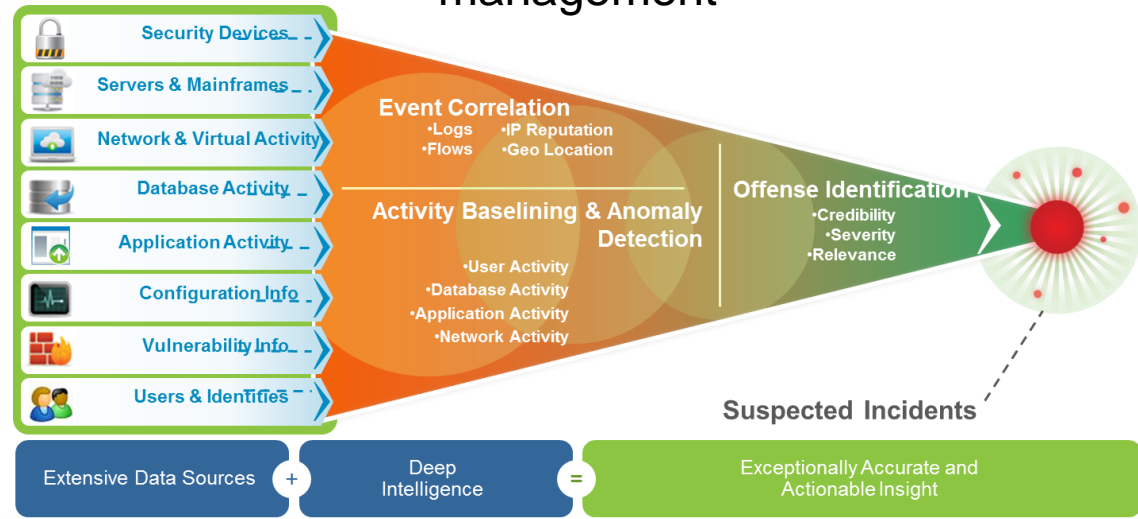 management
Security Devices
Servers & Mainframes
Network & Virtual Activity
Database Activity
Application Activity
Configuration Info
Vulnerability Info
Users & Identities
Event Correlation
•Logs •IP Reputation
•Flows •Geo Location
Activity Baselining & Anomaly
Detection
•User Activity
•Database Activity
•Application Activity
•Network Activity
Offense Identification
•Credibility
•Severity
•Relevance
Suspected Incidents
Extensive Data Sources
+
Deep
Intelligence
=
Exceptionally Accurate and
Actionable Insight